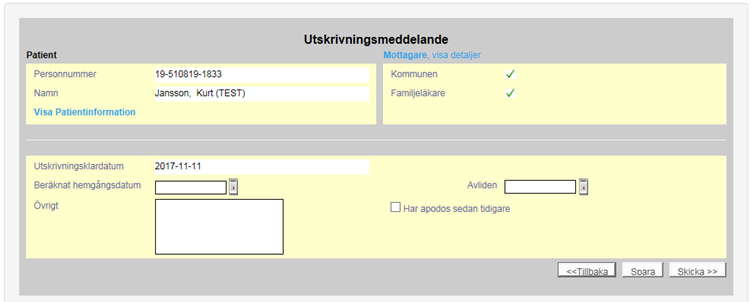 Utskrivningsmeddelande
Patient
Mottagare, visa detaljer
Personnummer 19-510819-1833
Kommunen
Namn Jansson, Kurt (TEST)
Familjeläkare
Visa Patientinformation
Utskrivningsklardatum 2017-11-11
Beräknat hemgångsdatum
Avliden
Övrigt
Har apodos sedan tidigare
<<Tillbaka Spara Skicka >>